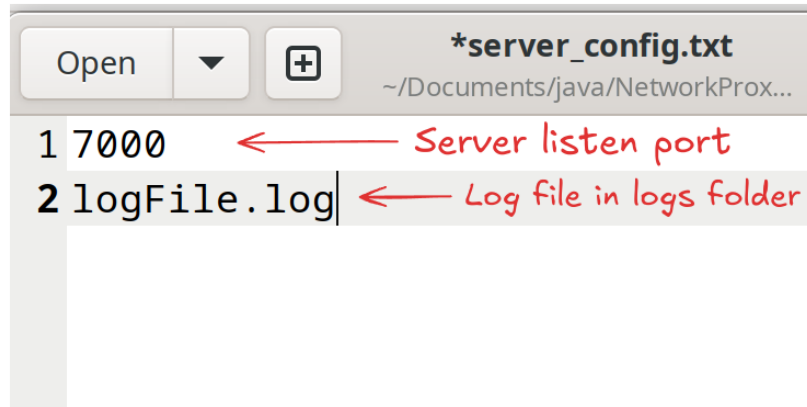 Open
*server_config.txt
~/Documents/java/NetworkProx...
1 7000
Server listen port
2 logFile.log
Log file in logs folder